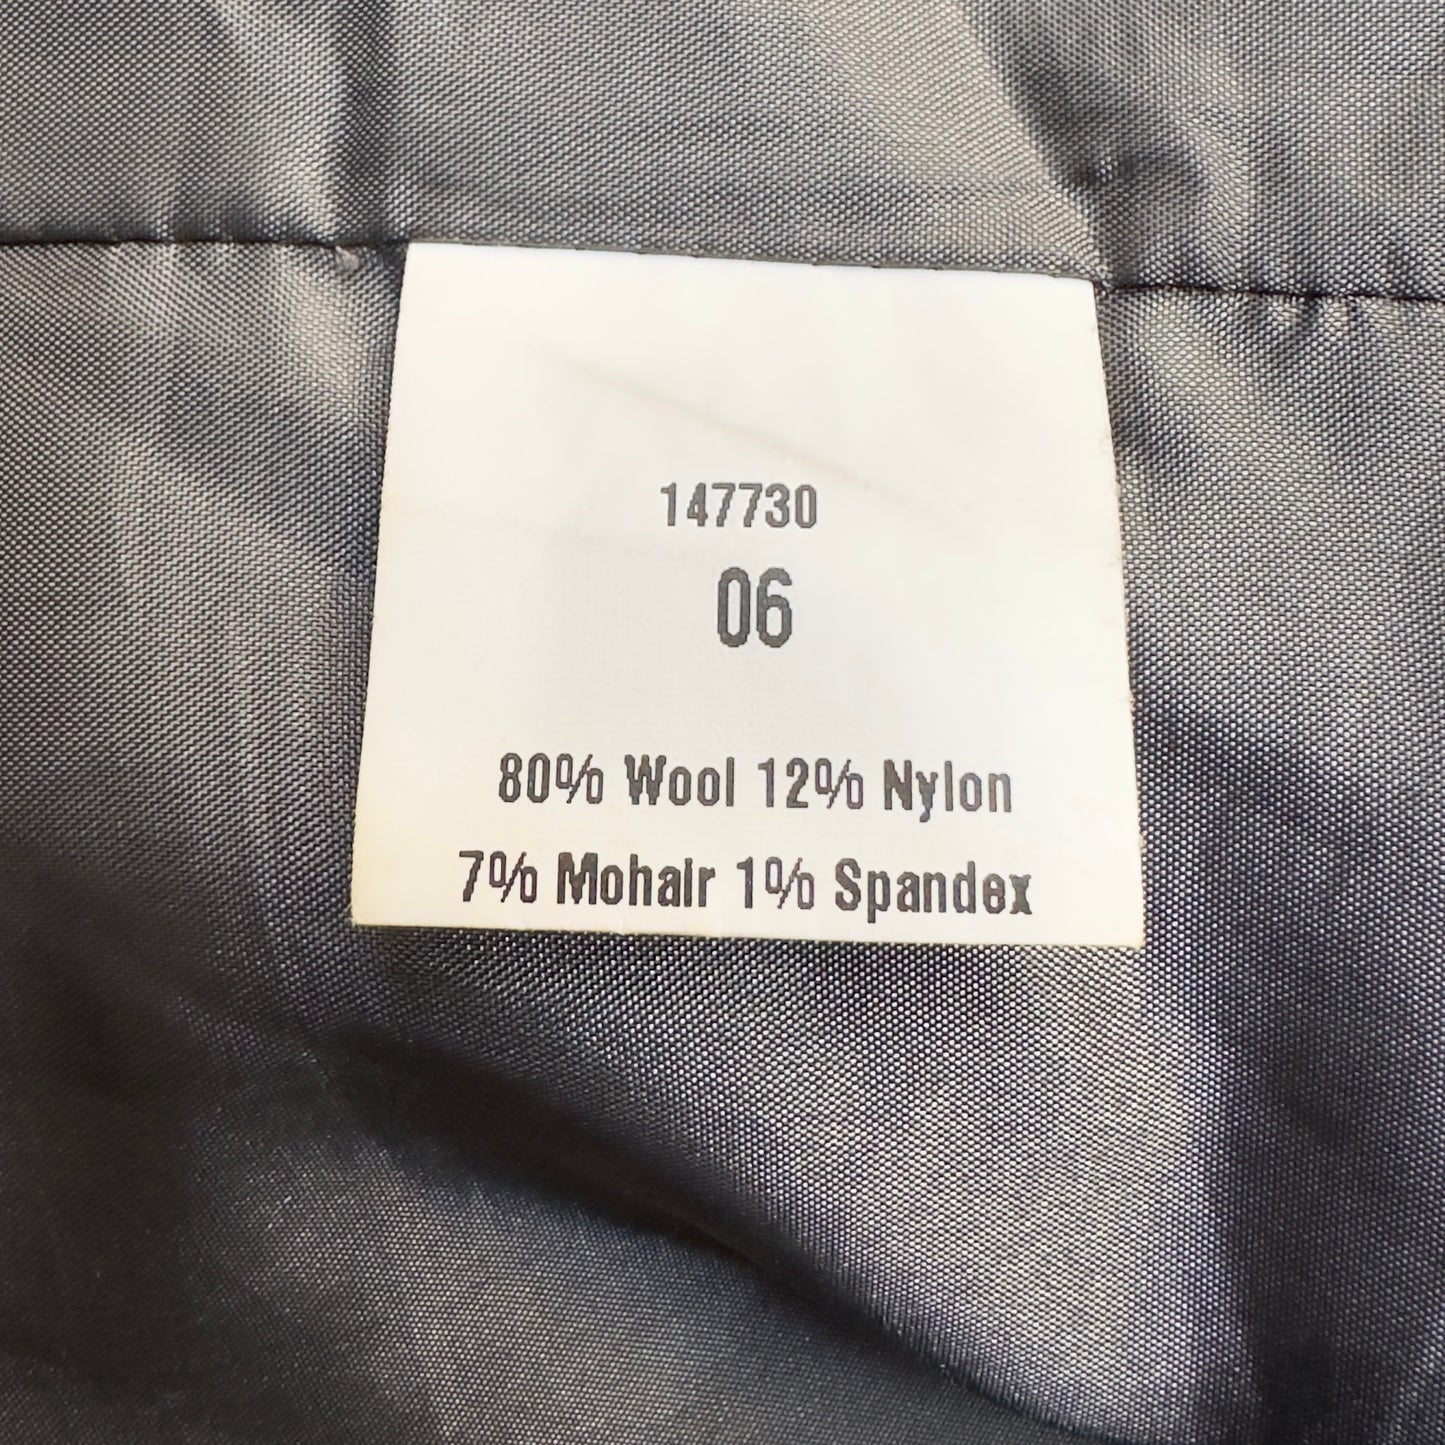 147730
06
80% Wool 12% Nylon
7% Mohair 1% Spandex